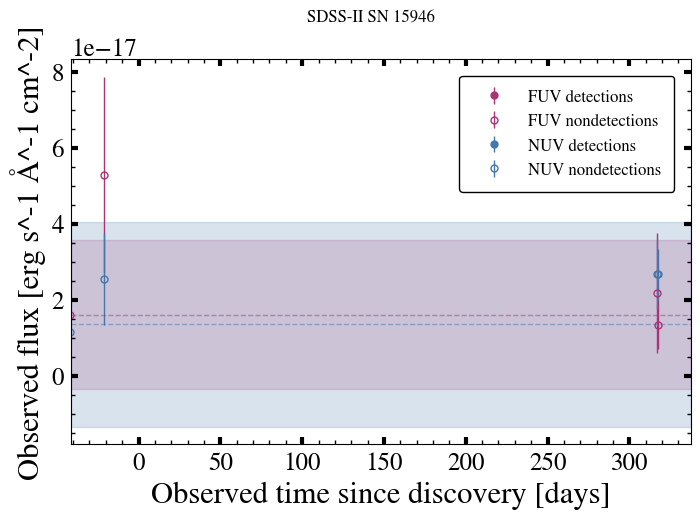 SDSS-II SN 15946
1e−17
Observed flux [erg s^-1 Å^-1 cm^-2]
8
6
4
2
0
FUV detections
FUV nondetections
NUV detections
NUV nondetections
0 50 100 150 200 250 300
Observed time since discovery [days]